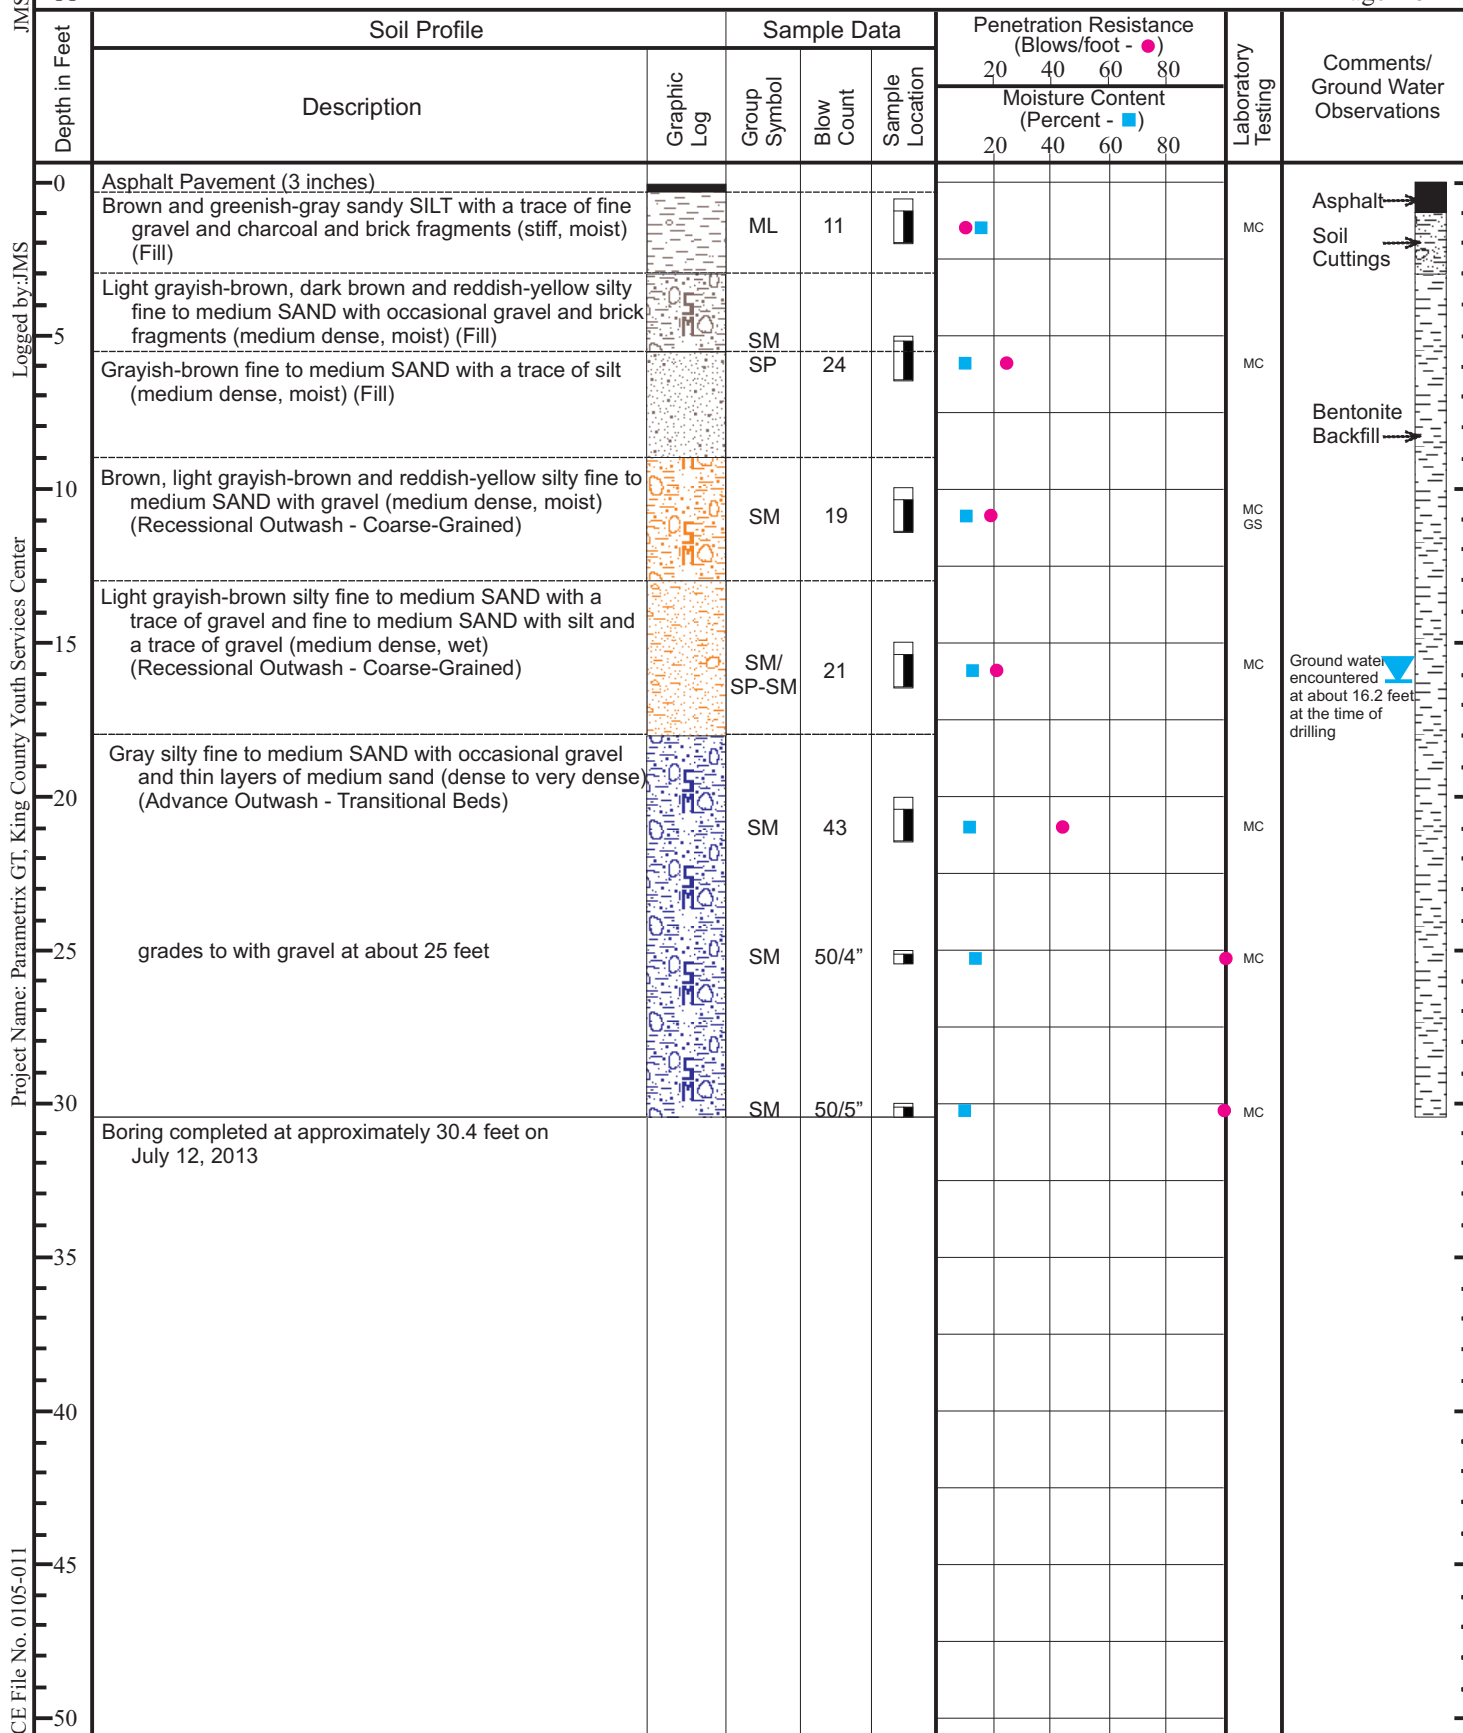 JMS
Logged by:JMS
Project Name: Parametrix GT, King County Youth Services Center
CE File No. 0105-011
Depth in Feet
Soil Profile
Description
Graphic
Log
Sample Data
Group
Symbol
Blow
Count
Sample
Location
Penetration Resistance
(Blows/foot - )
20 40 60 80
Moisture Content
(Percent - )
20 40 60 80
Laboratory
Testing
Comments/
Ground Water
Observations
0
Asphalt Pavement (3 inches)
Brown and greenish-gray sandy SILT with a trace of fine
gravel and charcoal and brick fragments (stiff, moist)
(Fill)
ML 11 MC
Asphalt
Soil
Cuttings
Light grayish-brown, dark brown and reddish-yellow silty
fine to medium SAND with occasional gravel and brick
fragments (medium dense, moist) (Fill)
5
SM
SP 24 MC
Grayish-brown fine to medium SAND with a trace of silt
(medium dense, moist) (Fill)
Bentonite
Backfill
Brown, light grayish-brown and reddish-yellow silty fine to
medium SAND with gravel (medium dense, moist)
(Recessional Outwash - Coarse-Grained)
10
SM 19 MC
GS
Light grayish-brown silty fine to medium SAND with a
trace of gravel and fine to medium SAND with silt and
a trace of gravel (medium dense, wet)
(Recessional Outwash - Coarse-Grained)
15
SM/
SP-SM 21 MC
Ground water
encountered
at about 16.2 feet
at the time of
drilling
Gray silty fine to medium SAND with occasional gravel
and thin layers of medium sand (dense to very dense)
(Advance Outwash - Transitional Beds)
20
SM 43 MC
grades to with gravel at about 25 feet
25
SM 50/4” MC
30
SM 50/5” MC
Boring completed at approximately 30.4 feet on
July 12, 2013
35
40
45
50